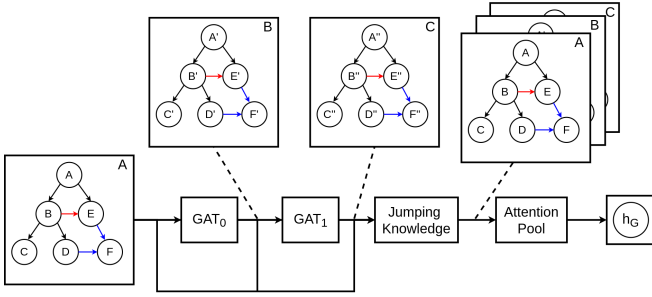 B
A'
B'
E'
C'
D'
F'
C
A''
B''
E''
C''
D''
F''
C
B
A
A
B
E
C
D
F
A
A
B
E
C
D
F
GAT0
GAT1
Jumping
Knowledge
Attention
Pool
hG